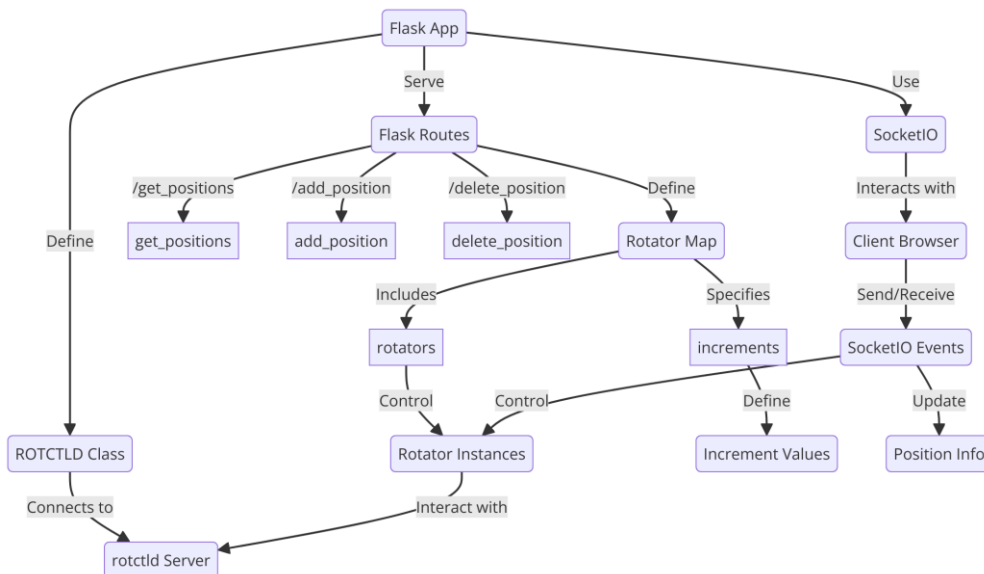 Flask App
Serve
Use
Flask Routes
SocketIO
/get_positions
/add_position
/delete_position
Define
Interacts with
Define
get_positions
add_position
delete_position
Rotator Map
Client Browser
Includes
Specifies
Send/Receive
rotators
increments
SocketIO Events
Control
Control
Define
Update
ROTCTLD Class
Rotator Instances
Increment Values
Position Info
Connects to
Interact with
rotctld Server